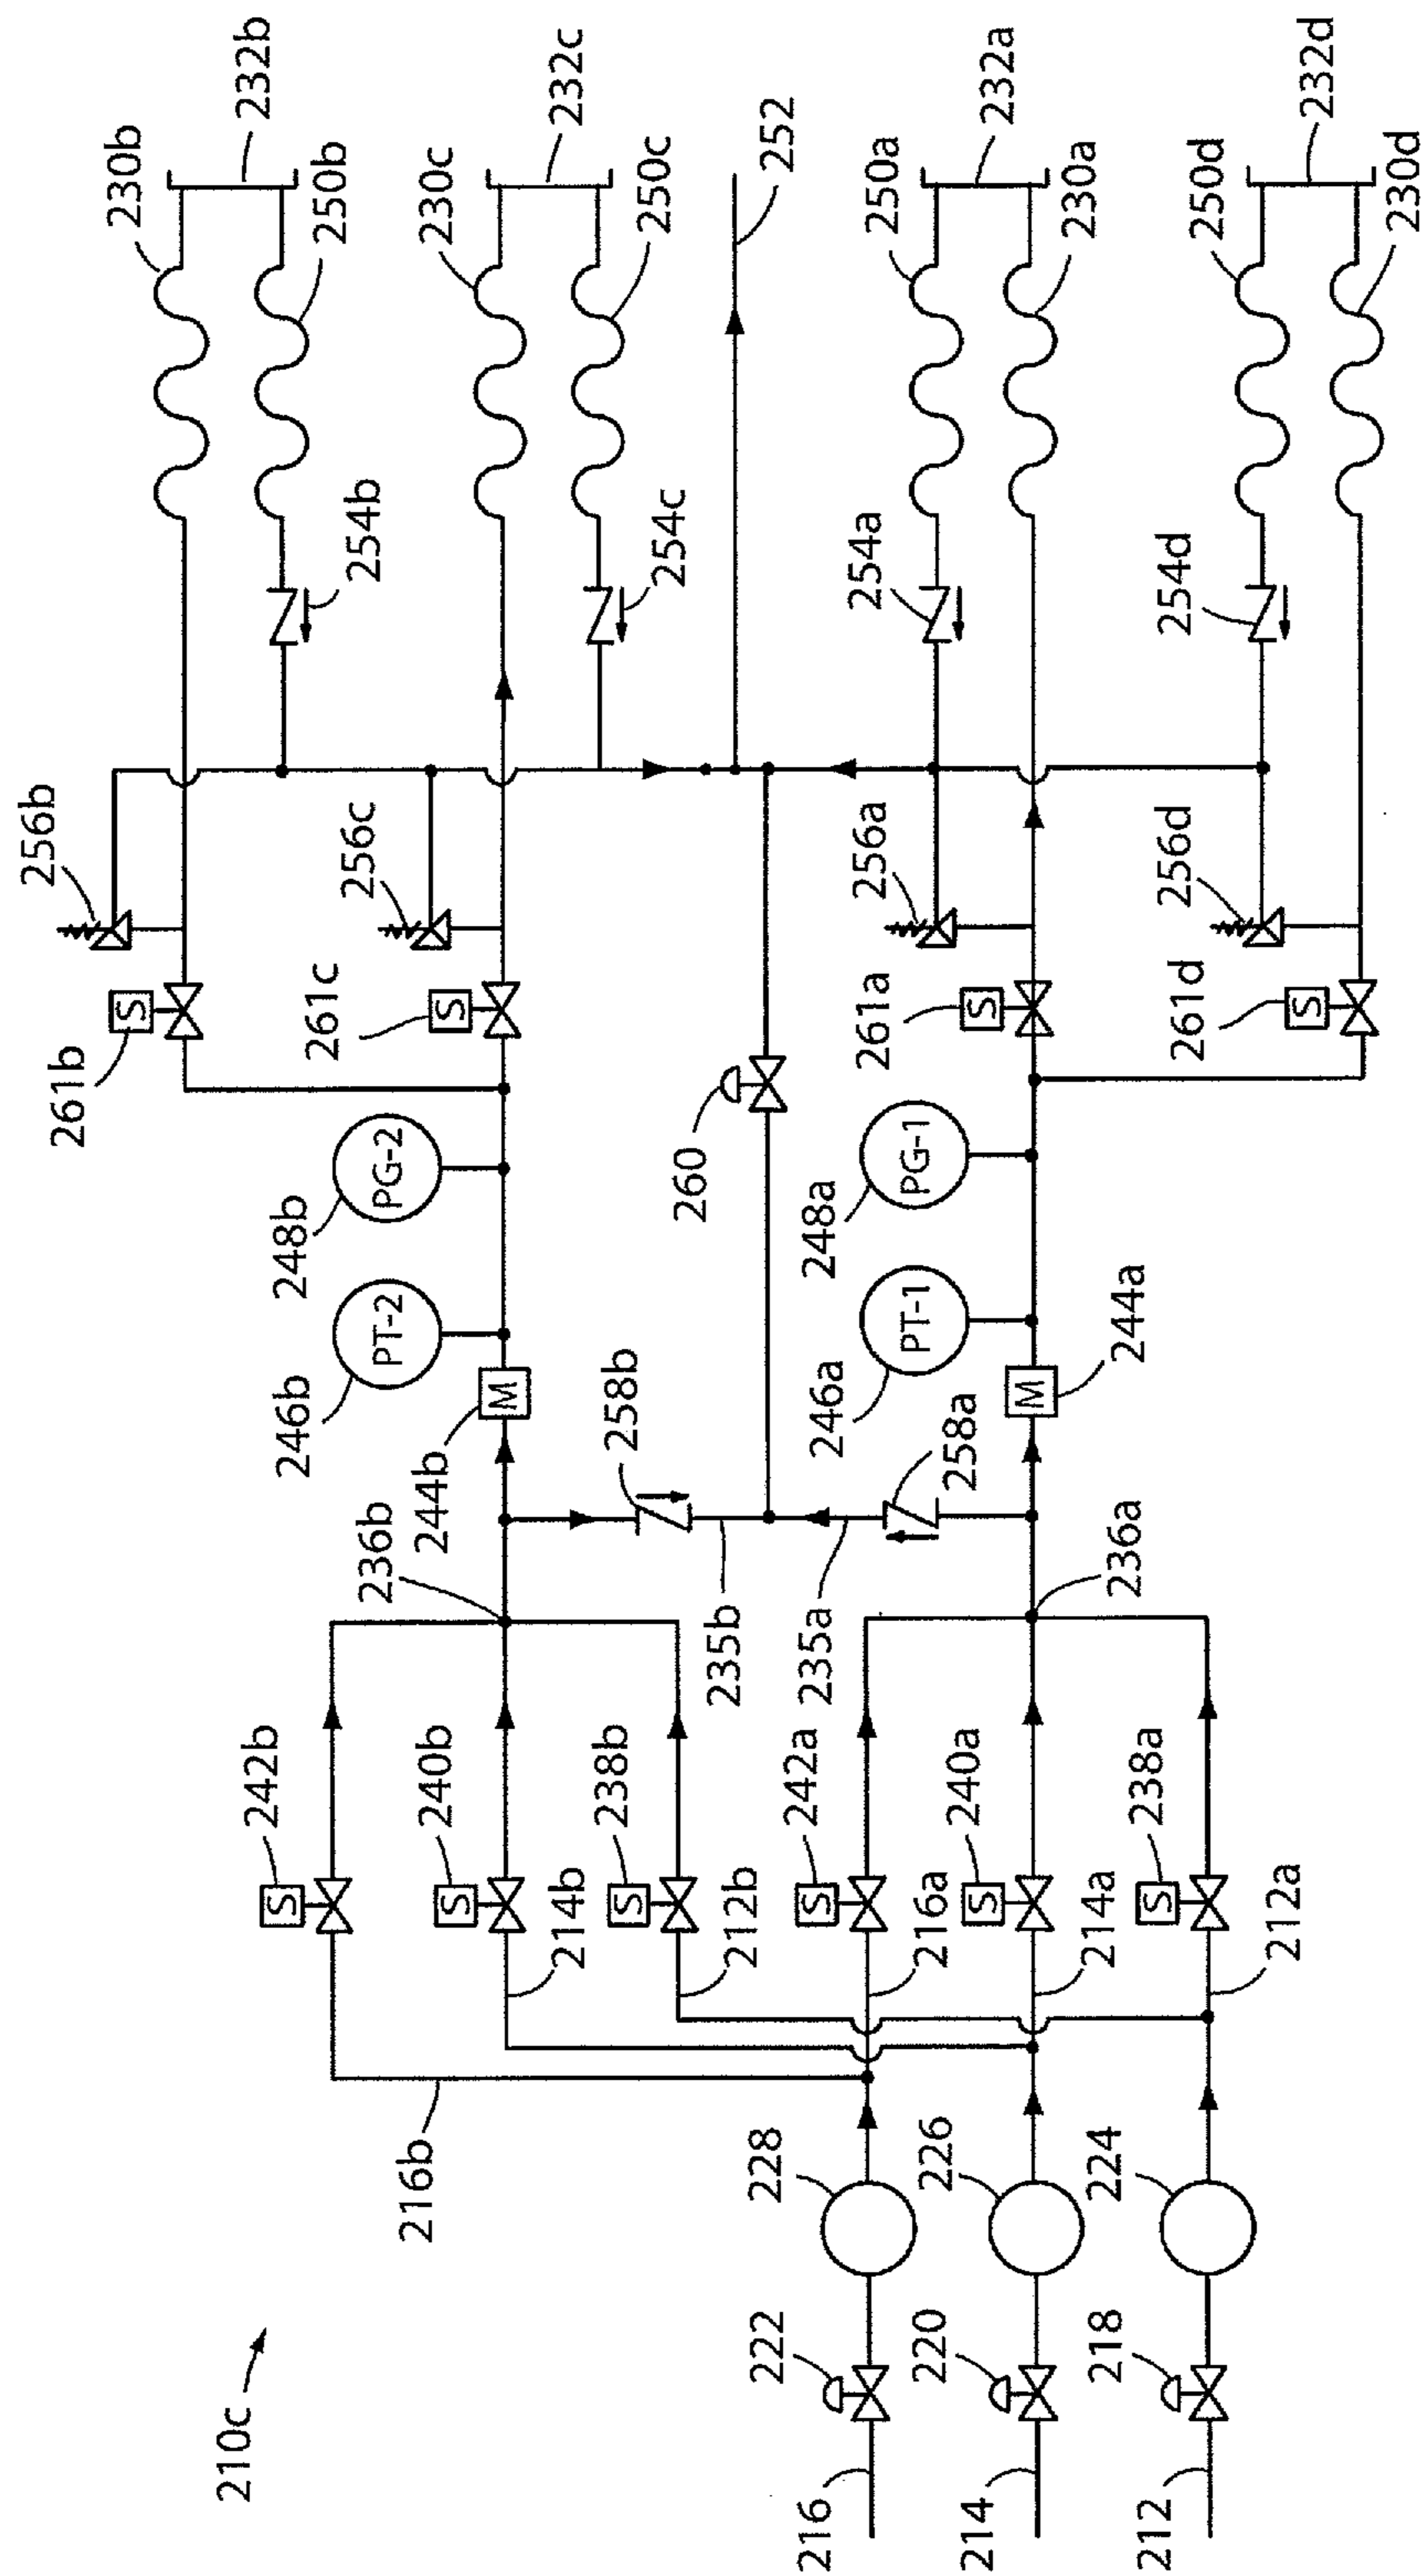 210c
216
214
212
222
220
218
228
226
224
216b
242b
S
240b
S
214b
238b
S
212b
242a
S
216a
240a
S
214a
238a
S
212a
236b
236a
235b
235a
258b
258a
244b
M
244a
M
246b
PT-2
248b
PG-2
246a
PT-1
248a
PG-1
260
261b
S
261c
S
261a
S
261d
S
256b
256c
256a
256d
254b
254c
254a
254d
252
230b
250b
232b
230c
250c
232c
250a
230a
232a
250d
230d
232d